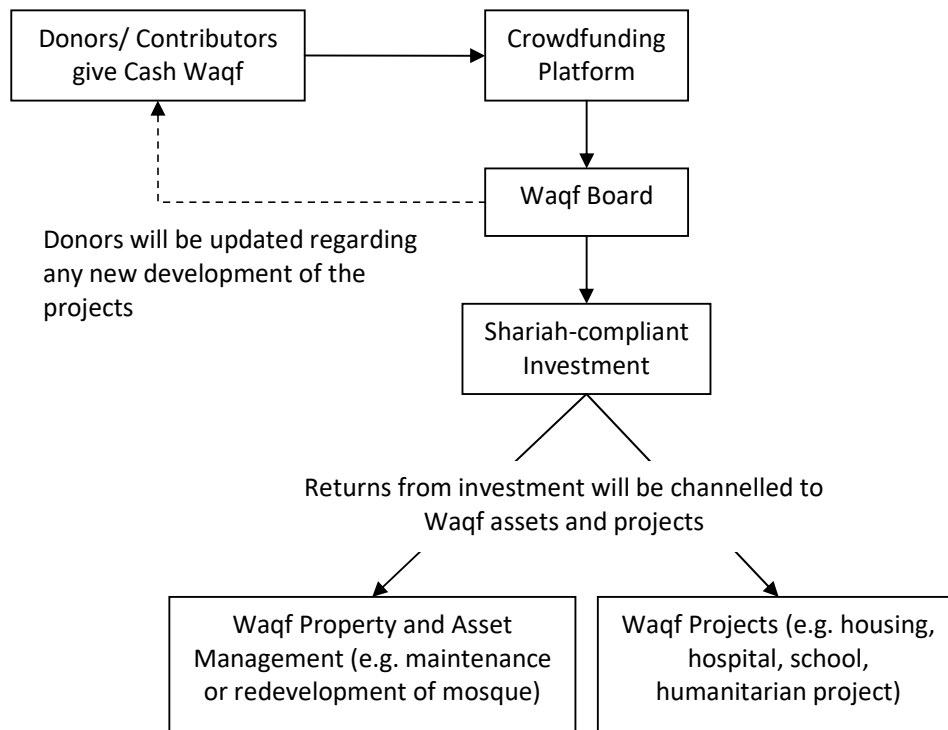 Donors/ Contributors
give Cash Waqf
Crowdfunding
Platform
Waqf Board
Donors will be updated regarding
any new development of the
projects
Shariah-compliant
Investment
Returns from investment will be channelled to
Waqf assets and projects
Waqf Property and Asset
Management (e.g. maintenance
or redevelopment of mosque)
Waqf Projects (e.g. housing,
hospital, school,
humanitarian project)